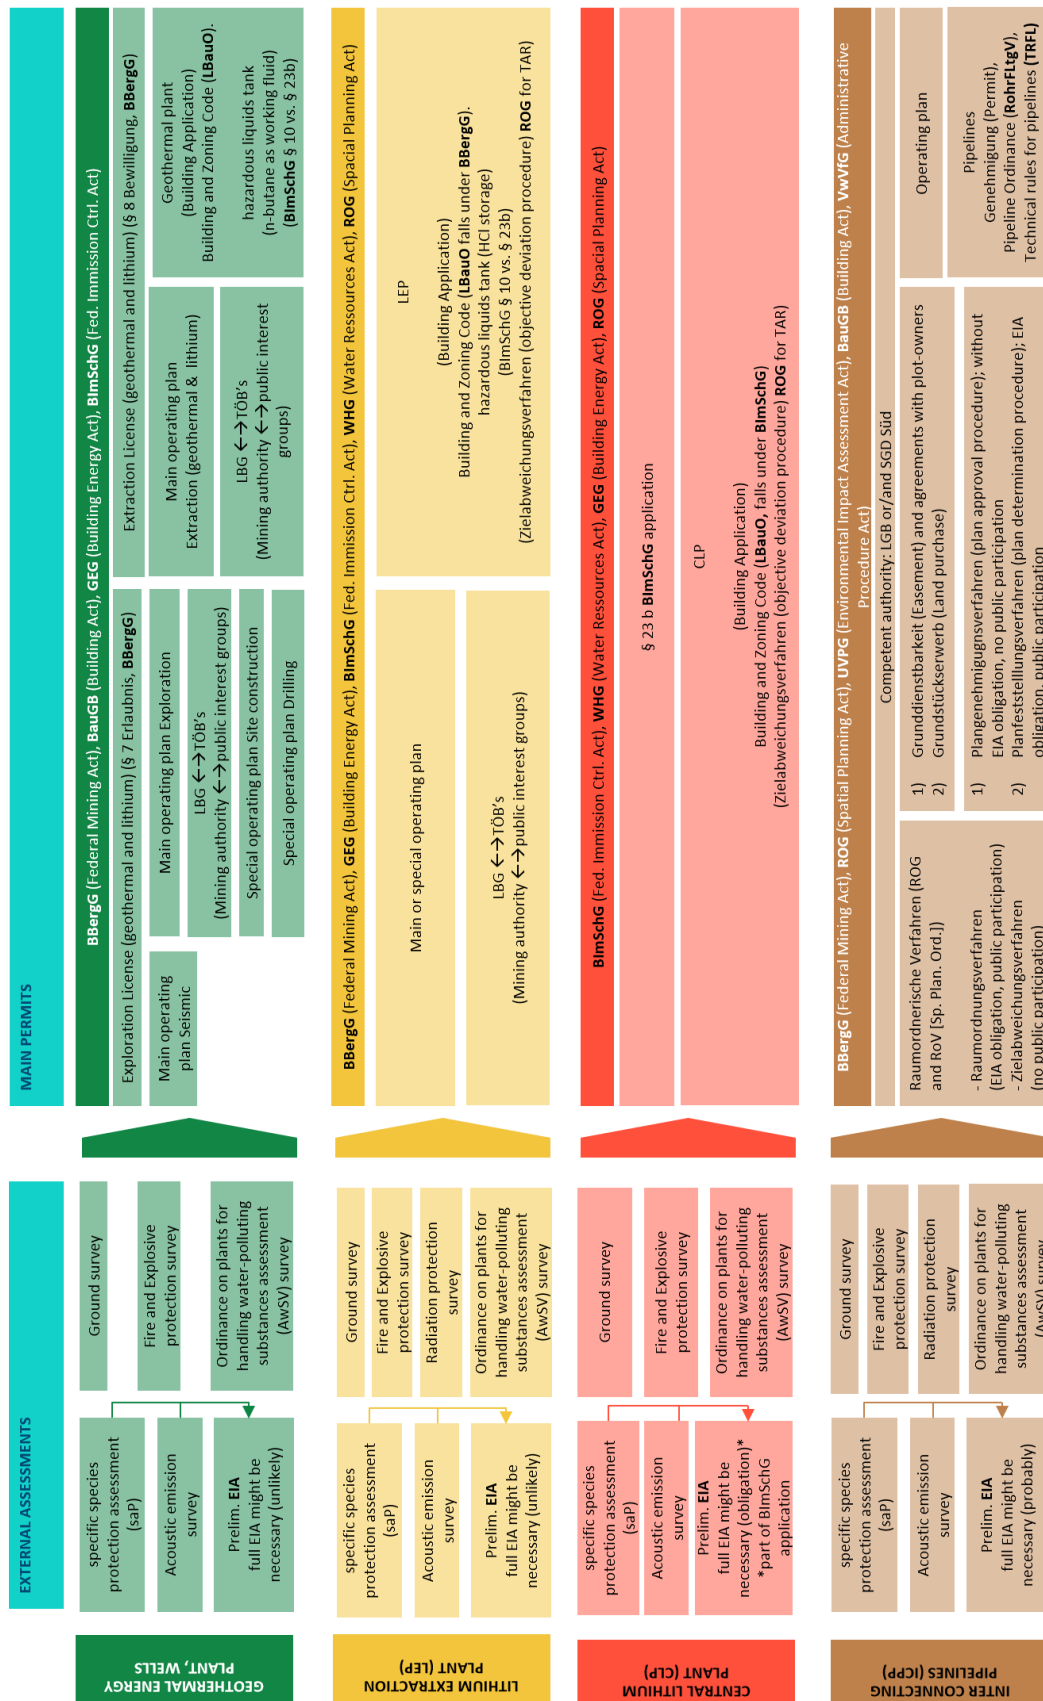 EXTERNAL ASSESSMENTS
MAIN PERMITS
GEOTHERMAL ENERGY
PLANT, WELLS
specific species
protection assessment
(saP)
Acoustic emission
survey
Prelim. EIA
full EIA might be
necessary (unlikely)
Ground survey
Fire and Explosive
protection survey
Ordinance on plants for
handling water-polluting
substances assessment
(AwSV) survey
BBergG (Federal Mining Act), BauGB (Building Act), GEG (Building Energy Act), BImSchG (Fed. Immission Ctrl. Act)
Exploration License (geothermal and lithium) (§ 7 Erlaubnis, BBergG)
Main operating
plan Seismic
Main operating plan Exploration
LBG ←→TÖB's
(Mining authority ←→public interest groups)
Special operating plan Site construction
Special operating plan Drilling
Extraction License (geothermal and lithium) (§ 8 Bewilligung, BBergG)
Main operating plan
Extraction (geothermal & lithium)
LBG ←→TÖB's
(Mining authority ←→public interest
groups)
Geothermal plant
(Building Application)
Building and Zoning Code (LBauO).
hazardous liquids tank
(n-butane as working fluid)
(BImSchG § 10 vs. § 23b)
LITHIUM EXTRACTION
PLANT (LEP)
specific species
protection assessment
(saP)
Acoustic emission
survey
Prelim. EIA
full EIA might be
necessary (unlikely)
Ground survey
Fire and Explosive
protection survey
Radiation protection
survey
Ordinance on plants for
handling water-polluting
substances assessment
(AwSV) survey
BBergG (Federal Mining Act), GEG (Building Energy Act), BImSchG (Fed. Immission Ctrl. Act), WHG (Water Ressources Act), ROG (Spacial Planning Act)
Main or special operating plan
LBG ←→TÖB's
(Mining authority ←→public interest groups)
LEP
(Building Application)
Building and Zoning Code (LBauO falls under BBergG).
hazardous liquids tank (HCl storage)
(BImSchG § 10 vs. § 23b)
(Zielabweichungsverfahren (objective deviation procedure) ROG for TAR)
CENTRAL LITHIUM
PLANT (CLP)
specific species
protection assessment
(saP)
Acoustic emission
survey
Prelim. EIA
full EIA might be
necessary (obligation)*
*part of BImSchG
application
Ground survey
Fire and Explosive
protection survey
Ordinance on plants for
handling water-polluting
substances assessment
(AwSV) survey
BImSchG (Fed. Immission Ctrl. Act), WHG (Water Ressources Act), GEG (Building Energy Act), ROG (Spacial Planning Act)
§ 23 b BImSchG application
CLP
(Building Application)
Building and Zoning Code (LBauO, falls under BImSchG)
(Zielabweichungsverfahren (objective deviation procedure) ROG for TAR)
INTER CONNECTING
PIPELINES (ICPP)
specific species
protection assessment
(saP)
Acoustic emission
survey
Prelim. EIA
full EIA might be
necessary (probably)
Ground survey
Fire and Explosive
protection survey
Radiation protection
survey
Ordinance on plants for
handling water-polluting
substances assessment
(AwSV) survey
BBergG (Federal Mining Act), ROG (Spatial Planning Act), UVPG (Environmental Impact Assessment Act), BauGB (Building Act), VwVfG (Administrative
Procedure Act)
Competent authority: LGB or/and SGD Süd
Raumordnerische Verfahren (ROG
and RoV [Sp. Plan. Ord.])
- Raumordnungsverfahren
(EIA obligation, public participation)
- Zielabweichungsverfahren
(no public participation)
1) Grunddienstbarkeit (Easement) and agreements with plot-owners
2) Grundstückserwerb (Land purchase)
1) Plangenehmigugnsverfahren (plan approval procedure); without
EIA obligation, no public participation
2) Planfeststellungsverfahren (plan determination procedure); EIA
obligation, public participation
Operating plan
Pipelines
Genehmigung (Permit),
Pipeline Ordinance (RohrFLtgV),
Technical rules for pipelines (TRFL)